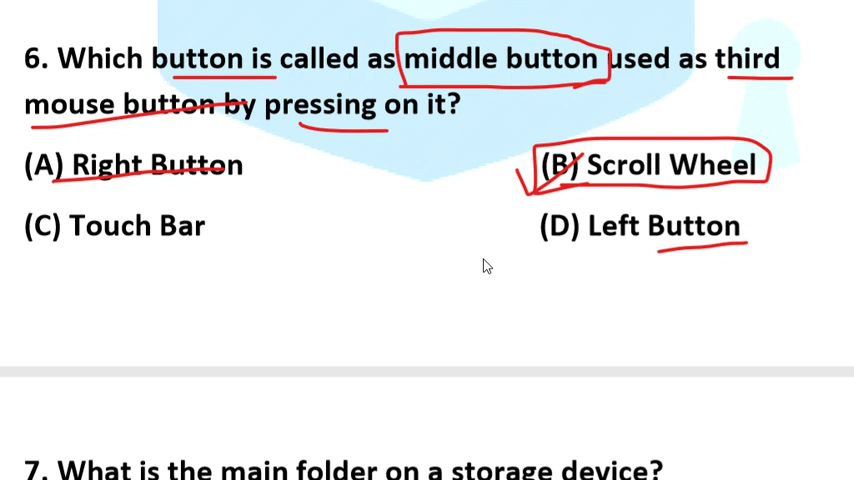 6. Which button is called as middle button used as third
mouse button by pressing on it?
(A) Right Button (B) Scroll Wheel
(C) Touch Bar (D) Left Button
7. What is the main folder on a storage device?